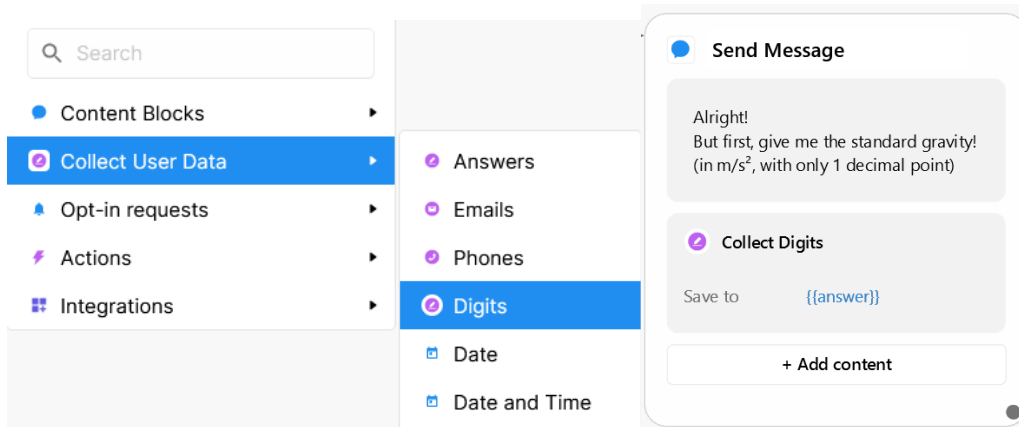 Search
Content Blocks
Collect User Data
Opt-in requests
Actions
Integrations
Answers
Emails
Phones
Digits
Date
Date and Time
Send Message
Alright!
But first, give me the standard gravity!
(in m/s², with only 1 decimal point)
Collect Digits
Save to {{answer}}
+ Add content